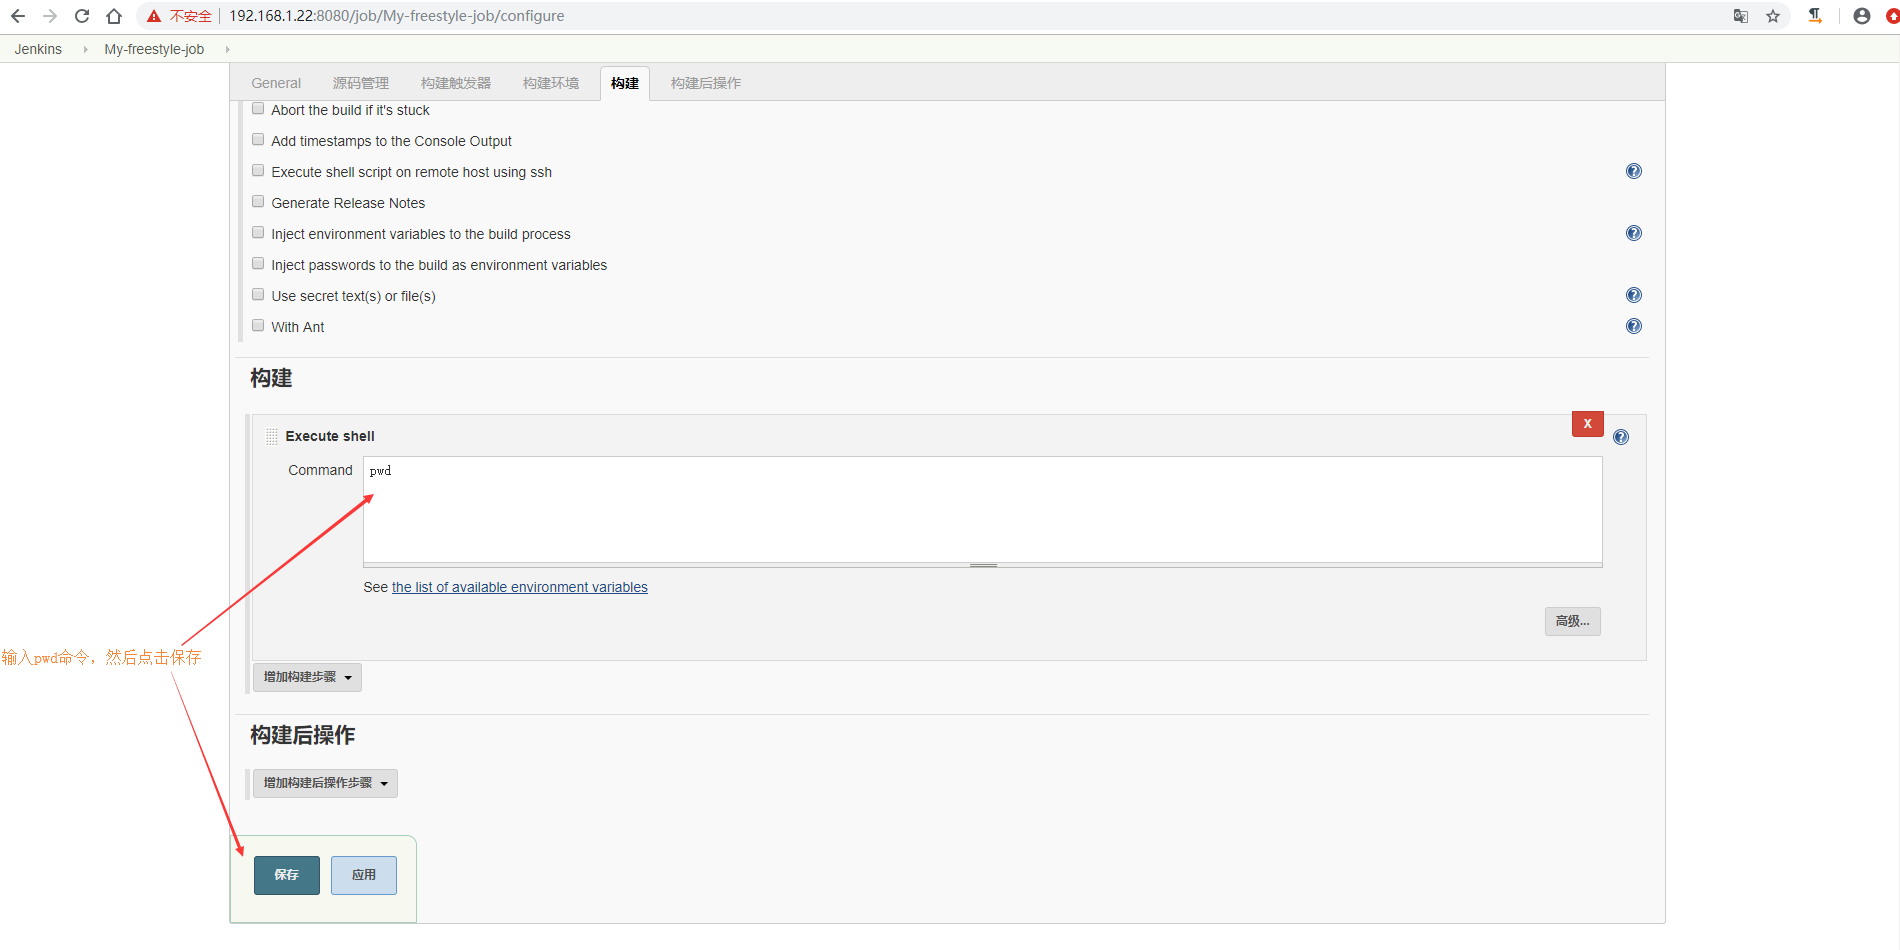 不安全 192.168.1.22:8080/job/My-freestyle-job/configure
Jenkins My-freestyle-job
General 源码管理 构建触发器 构建环境 构建 构建后操作
Abort the build if it's stuck
Add timestamps to the Console Output
Execute shell script on remote host using ssh
Generate Release Notes
Inject environment variables to the build process
Inject passwords to the build as environment variables
Use secret text(s) or file(s)
With Ant
构建
X
Execute shell
Command pwd
See the list of available environment variables
高级...
输入pwd命令，然后点击保存
增加构建步骤
构建后操作
增加构建后操作步骤
保存 应用